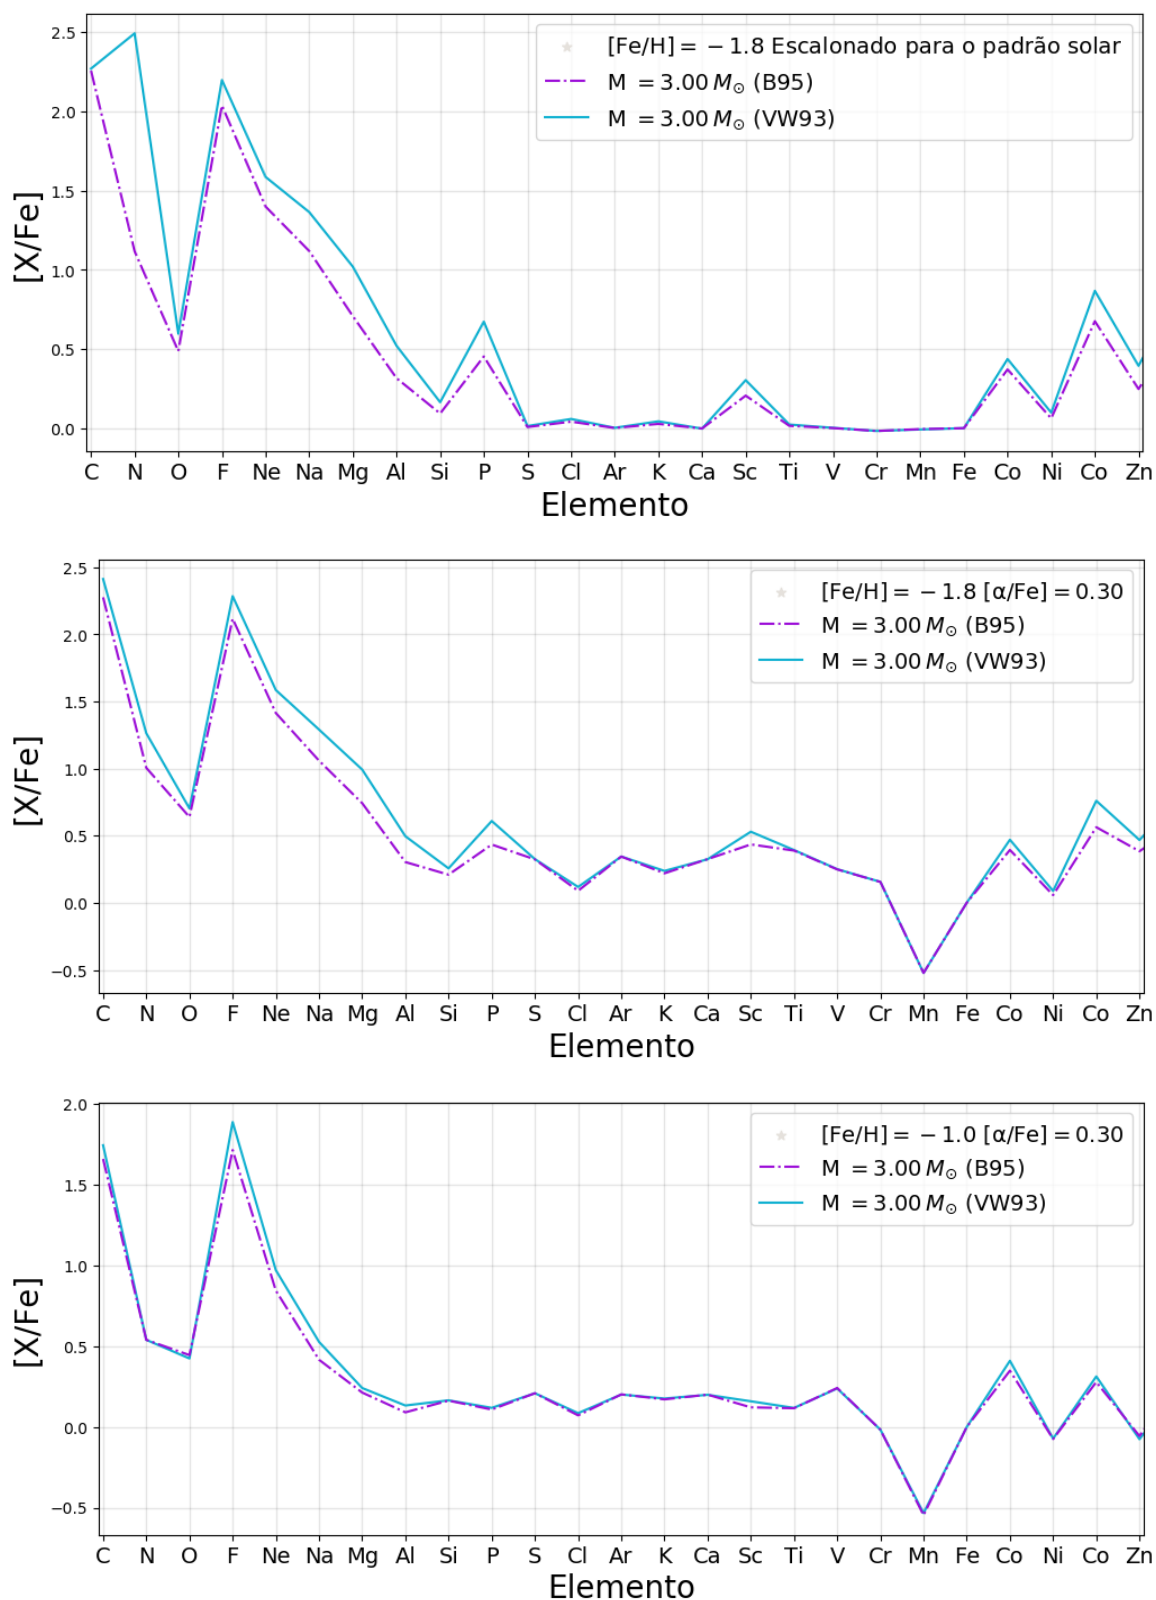 [Fe/H] = −1.8 Escalonado para o padrão solar
M = 3.00 M⊙ (B95)
M = 3.00 M⊙ (VW93)
[X/Fe]
2.5
2.0
1.5
1.0
0.5
0.0
C N O F Ne Na Mg Al Si P S Cl Ar K Ca Sc Ti V Cr Mn Fe Co Ni Co Zn
Elemento
[Fe/H] = −1.8 [α/Fe] = 0.30
M = 3.00 M⊙ (B95)
M = 3.00 M⊙ (VW93)
[X/Fe]
2.5
2.0
1.5
1.0
0.5
0.0
−0.5
C N O F Ne Na Mg Al Si P S Cl Ar K Ca Sc Ti V Cr Mn Fe Co Ni Co Zn
Elemento
[Fe/H] = −1.0 [α/Fe] = 0.30
M = 3.00 M⊙ (B95)
M = 3.00 M⊙ (VW93)
[X/Fe]
2.0
1.5
1.0
0.5
0.0
−0.5
C N O F Ne Na Mg Al Si P S Cl Ar K Ca Sc Ti V Cr Mn Fe Co Ni Co Zn
Elemento